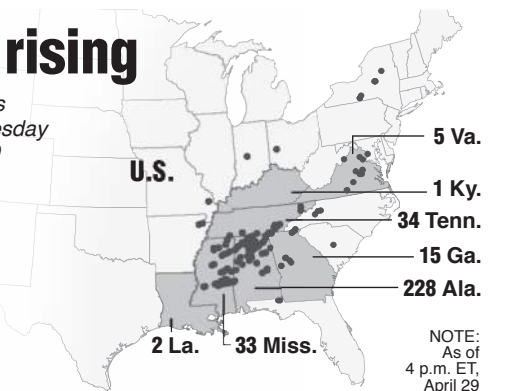 rising
U.S.
5 Va.
1 Ky.
34 Tenn.
15 Ga.
228 Ala.
2 La.
33 Miss.
NOTE:
As of
4 p.m. ET,
April 29